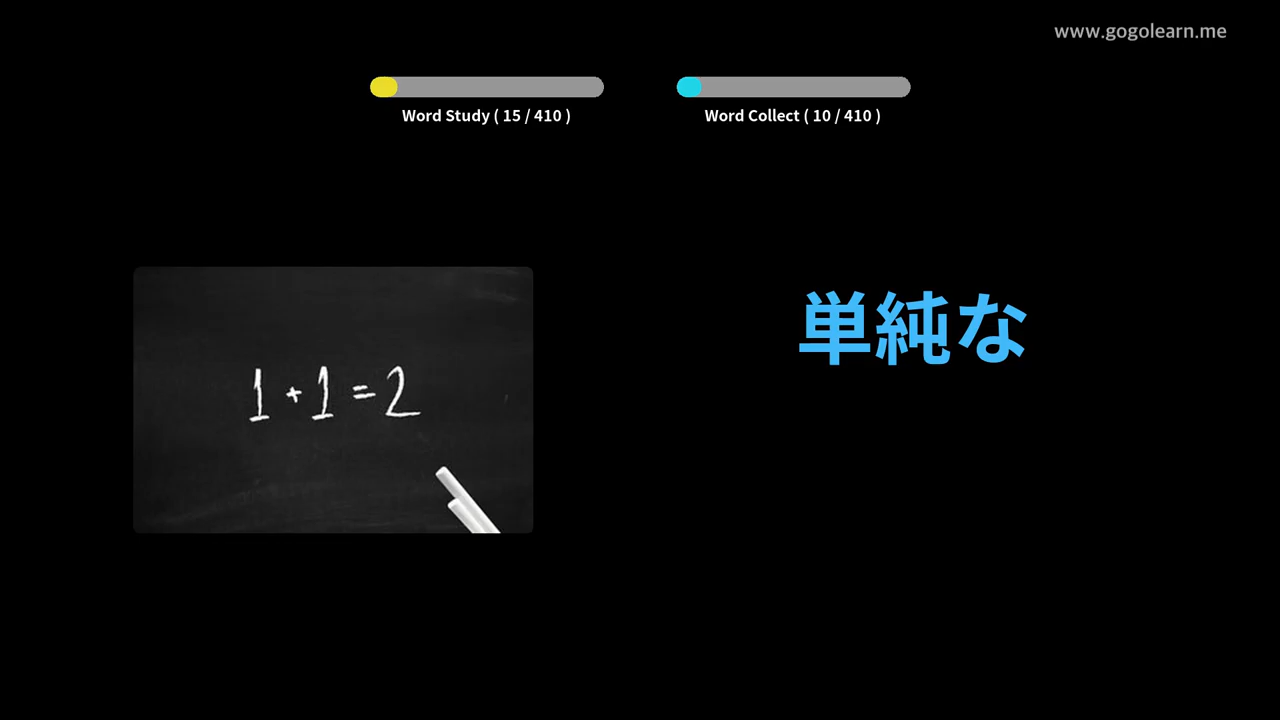 www.gogolearn.me
Word Study ( 15 / 410 )
Word Collect ( 10 / 410 )
1 + 1 = 2
単純な